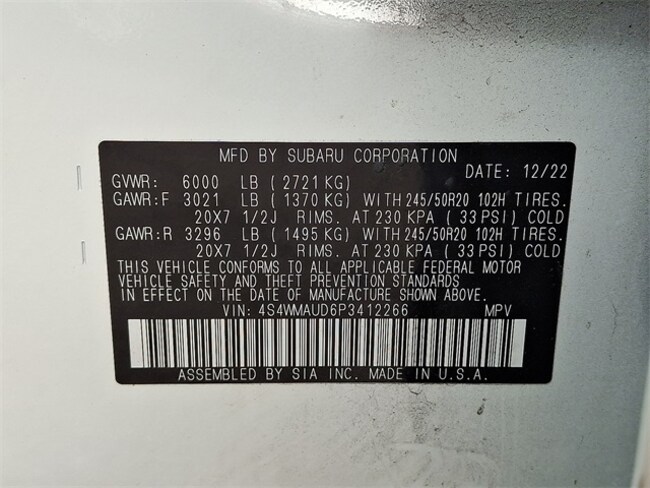 MFD BY SUBARU CORPORATION
DATE: 12/22
GVWR: 6000 LB (2721 KG)
GAWR:F 3021 LB (1370 KG) WITH 245/50R20 102H TIRES.
20X7 1/2J RIMS. AT 230 KPA (33 PSI) COLD
GAWR:R 3296 LB (1495 KG) WITH 245/50R20 102H TIRES.
20X7 1/2J RIMS. AT 230 KPA (33 PSI) COLD
THIS VEHICLE CONFORMS TO ALL APPLICABLE FEDERAL MOTOR
VEHICLE SAFETY AND THEFT PREVENTION STANDARDS
IN EFFECT ON THE DATE OF MANUFACTURE SHOWN ABOVE.
VIN: 4S4WMAUD6P3412266 MPV
ASSEMBLED BY SIA INC. MADE IN U.S.A.